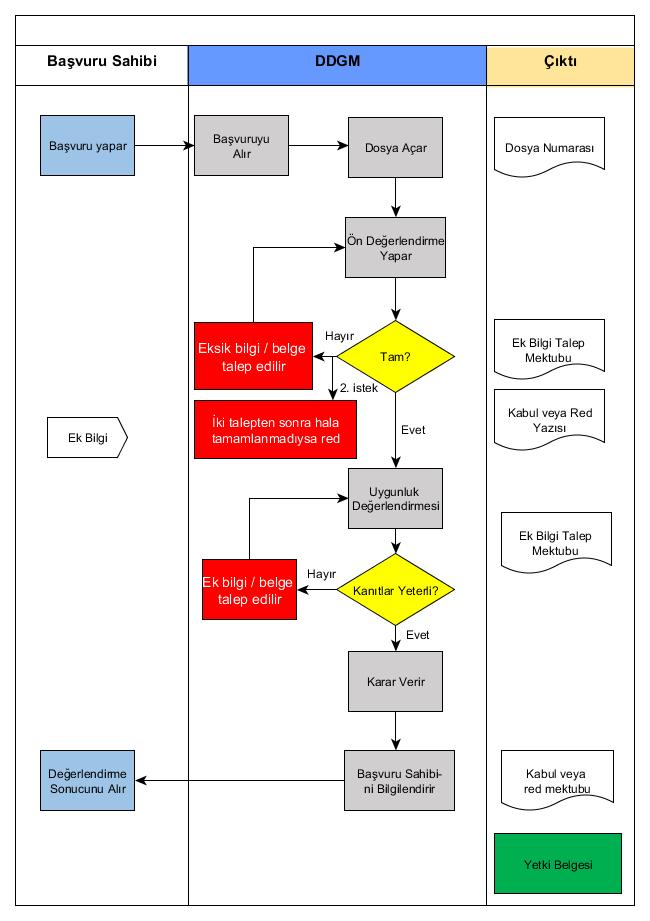 Başvuru Sahibi
DDGM
Çıktı
Başvuru yapar
Başvuruyu
Alır
Dosya Açar
Dosya Numarası
Ön Değerlendirme
Yapar
Hayır
Eksik bilgi / belge
talep edilir
Tam?
Ek Bilgi Talep
Mektubu
2. istek
İki talepten sonra hala
tamamlanmadıysa red
Kabul veya Red
Yazısı
Ek Bilgi
Evet
Uygunluk
Değerlendirmesi
Ek Bilgi Talep
Mektubu
Hayır
Ek bilgi / belge
talep edilir
Kanıtlar Yeterli?
Evet
Karar Verir
Değerlendirme
Sonucunu Alır
Başvuru Sahibi-
ni Bilgilendirir
Kabul veya
red mektubu
Yetki Belgesi